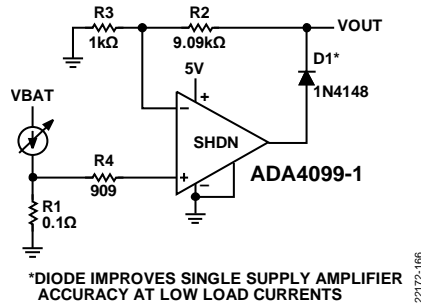 R3
1kΩ
R2
9.09kΩ
VOUT
D1*
1N4148
5V
+
VBAT
−
SHDN
R4
909
+
−
ADA4099-1
R1
0.1Ω
*DIODE IMPROVES SINGLE SUPPLY AMPLIFIER
ACCURACY AT LOW LOAD CURRENTS
22172-166